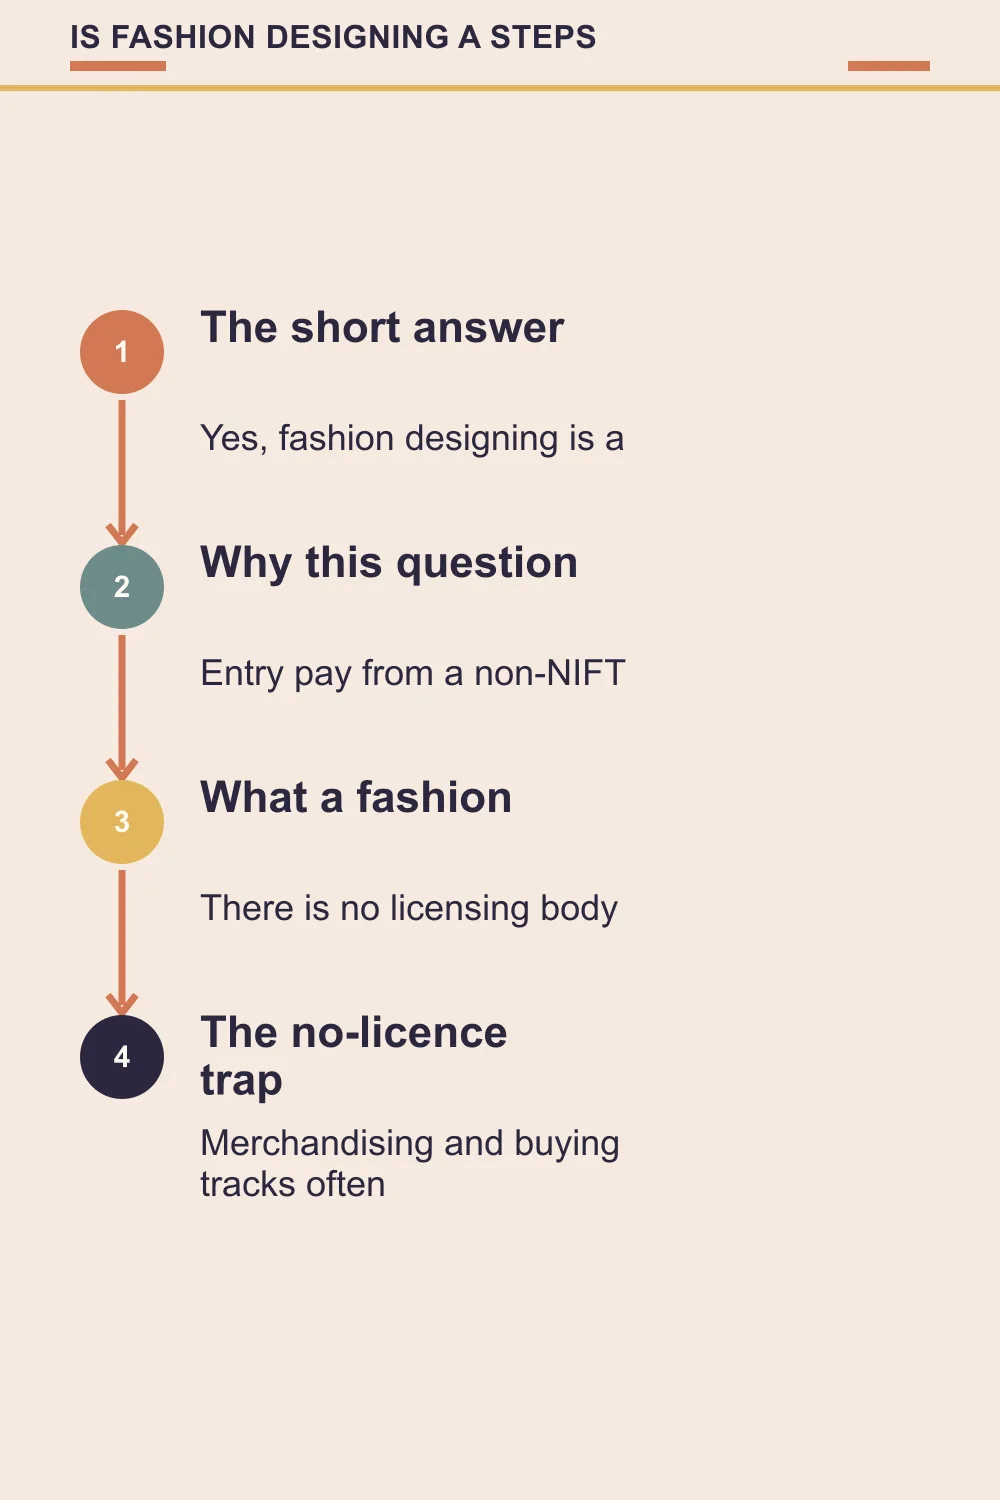 IS FASHION DESIGNING A STEPS
1
The short answer
Yes, fashion designing is a
2
Why this question
Entry pay from a non-NIFT
3
What a fashion
There is no licensing body
4
The no-licence
trap
Merchandising and buying
tracks often